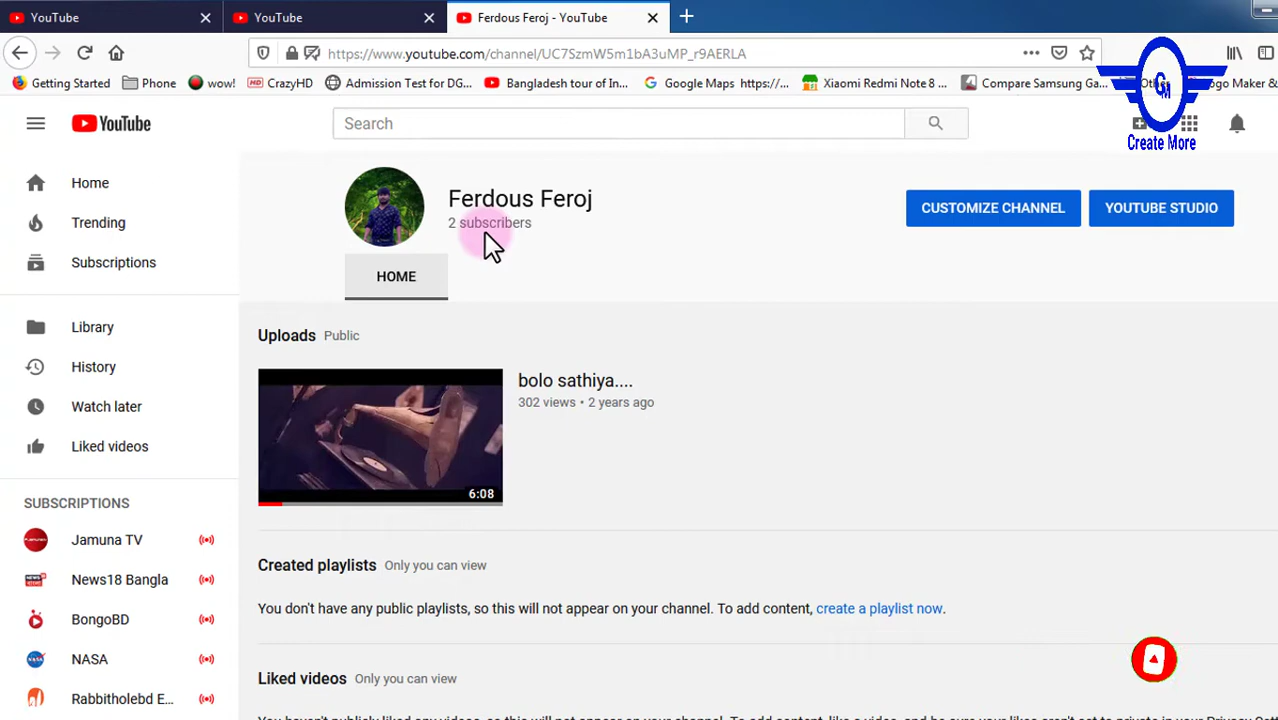 YouTube
YouTube
Ferdous Feroj - YouTube
https://www.youtube.com/channel/UC7SzmW5m1bA3uMP_r9AERLA
Getting Started
Phone
wow!
HD CrazyHD
Admission Test for DG...
Bangladesh tour of In...
Google Maps https://...
Xiaomi Redmi Note 8 ...
Compare Samsung Ga...
ogo Maker &
GM
Create More
YouTube
Search
Home
Trending
Subscriptions
Library
History
Watch later
Liked videos
SUBSCRIPTIONS
Jamuna TV
News18 Bangla
BongoBD
NASA
Rabbitholebd E...
Ferdous Feroj
2 subscribers
CUSTOMIZE CHANNEL
YOUTUBE STUDIO
HOME
Uploads Public
6:08
bolo sathiya....
302 views • 2 years ago
Created playlists Only you can view
You don't have any public playlists, so this will not appear on your channel. To add content, create a playlist now.
Liked videos Only you can view